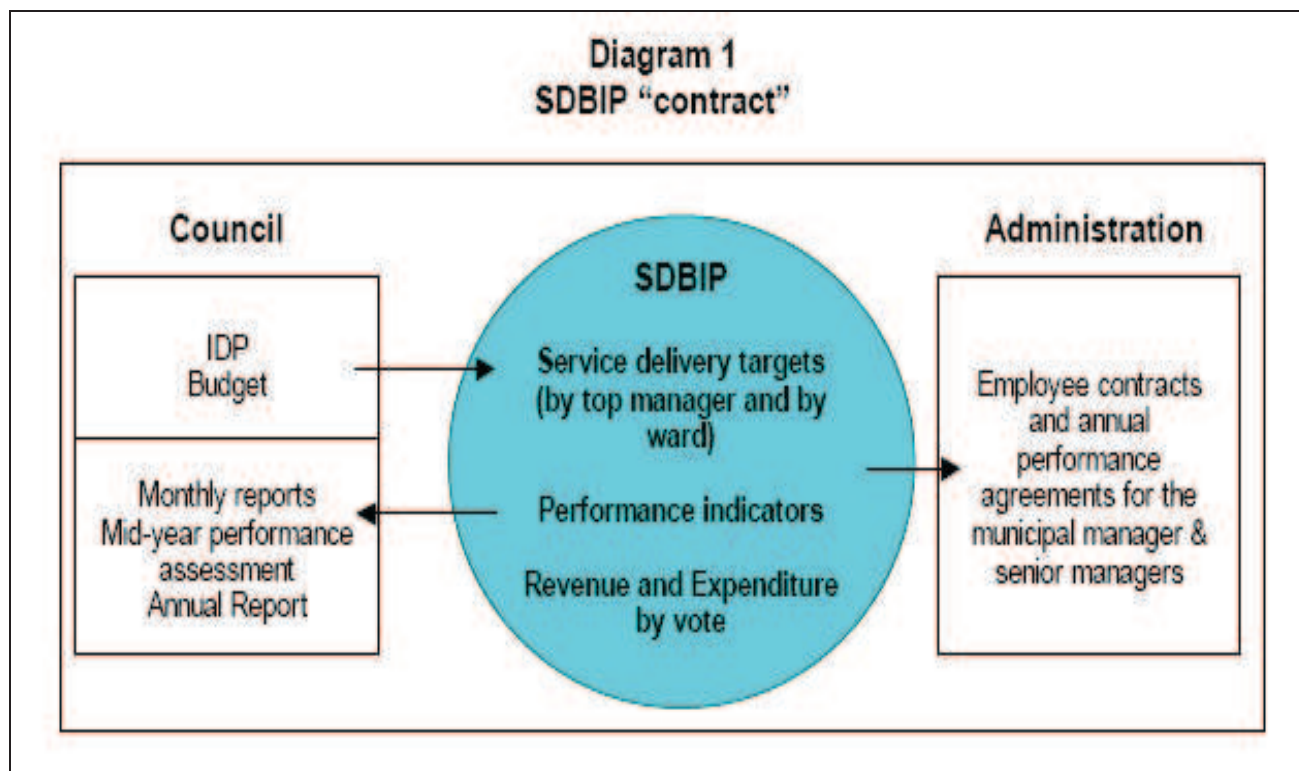 Diagram 1
SDBIP “contract”
Council
IDP
Budget
Monthly reports
Mid-year performance
assessment
Annual Report
SDBIP
Service delivery targets
(by top manager and by
ward)
Performance indicators
Revenue and Expenditure
by vote
Administration
Employee contracts
and annual
performance
agreements for the
municipal manager &
senior managers